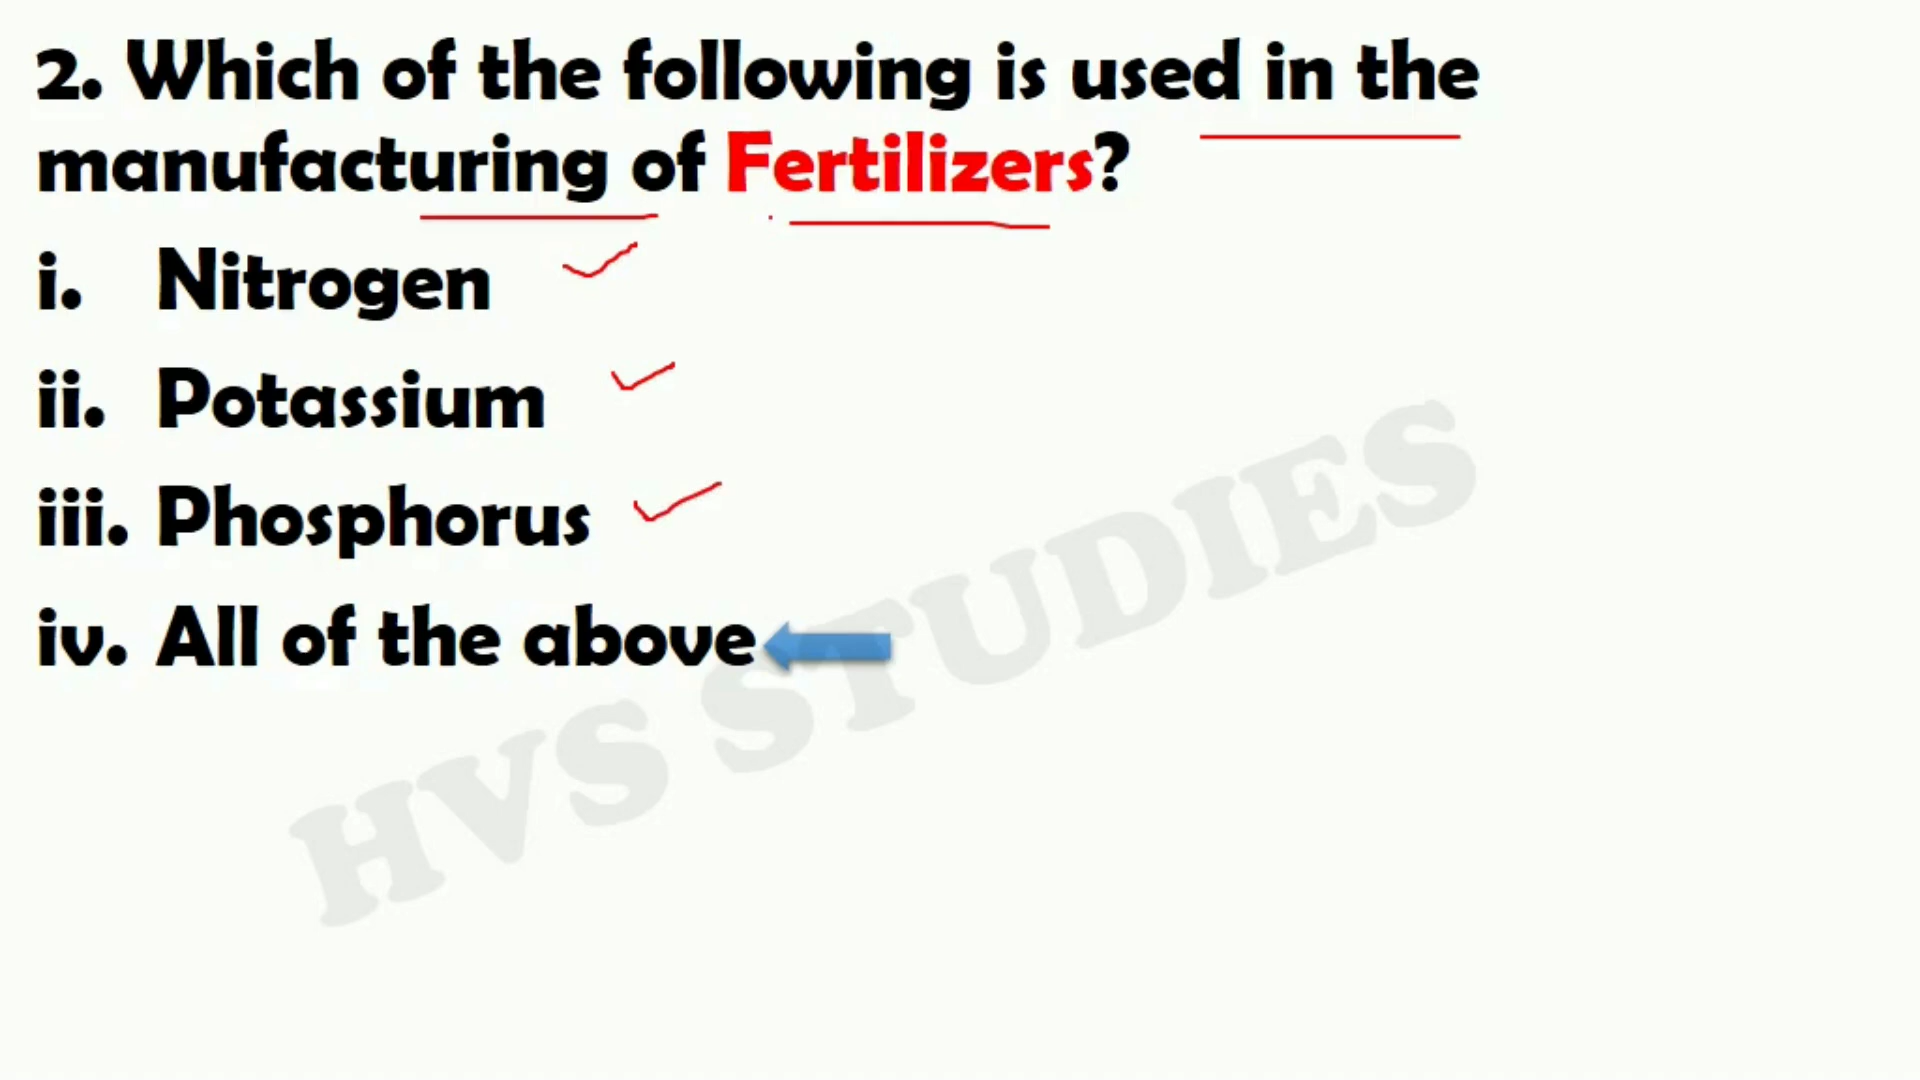 2. Which of the following is used in the
manufacturing of Fertilizers?
i. Nitrogen
ii. Potassium
iii. Phosphorus
iv. All of the above
HVS STUDIES